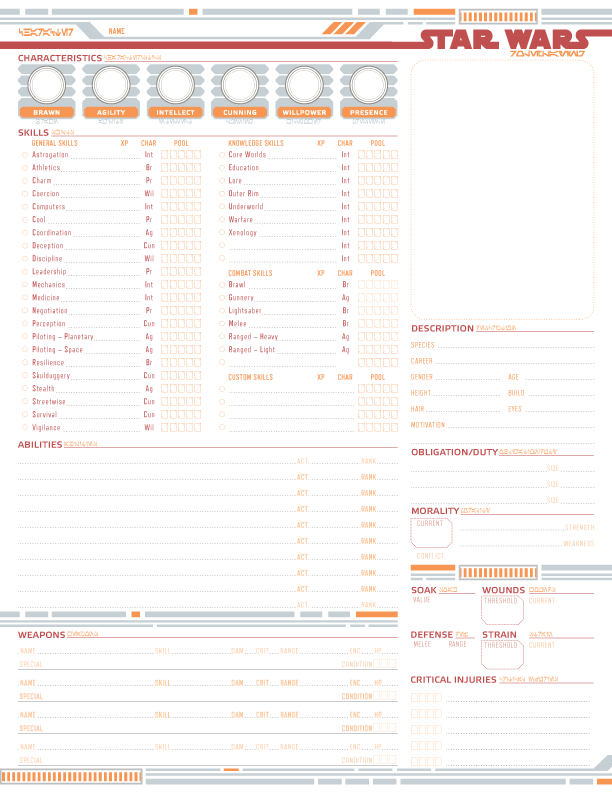 NAME
STAR WARS
CHARACTERISTICS
BRAWN AGILITY INTELLECT CUNNING WILLPOWER PRESENCE
SKILLS
GENERAL SKILLS XP CHAR POOL
Astrogation Int
Athletics Br
Charm Pr
Coercion Wil
Computers Int
Cool Pr
Coordination Ag
Deception Cun
Discipline Wil
Leadership Pr
Mechanics Int
Medicine Int
Negotiation Pr
Perception Cun
Piloting – Planetary Ag
Piloting – Space Ag
Resilience Br
Skulduggery Cun
Stealth Ag
Streetwise Cun
Survival Cun
Vigilance Wil
KNOWLEDGE SKILLS XP CHAR POOL
Core Worlds Int
Education Int
Lore Int
Outer Rim Int
Underworld Int
Warfare Int
Xenology Int
Int
Int
COMBAT SKILLS XP CHAR POOL
Brawl Br
Gunnery Ag
Lightsaber Br
Melee Br
Ranged – Heavy Ag
Ranged – Light Ag
CUSTOM SKILLS XP CHAR POOL
ABILITIES
ACT RANK
ACT RANK
ACT RANK
ACT RANK
ACT RANK
ACT RANK
ACT RANK
ACT RANK
ACT RANK
ACT RANK
WEAPONS
NAME SKILL DAM CRIT RANGE ENC HP
SPECIAL CONDITION
NAME SKILL DAM CRIT RANGE ENC HP
SPECIAL CONDITION
NAME SKILL DAM CRIT RANGE ENC HP
SPECIAL CONDITION
NAME SKILL DAM CRIT RANGE ENC HP
SPECIAL CONDITION
DESCRIPTION
SPECIES
CAREER
GENDER AGE
HEIGHT BUILD
HAIR EYES
MOTIVATION
OBLIGATION/DUTY
SIZE
SIZE
SIZE
MORALITY
CURRENT
STRENGTH
WEAKNESS
CONFLICT
SOAK WOUNDS
VALUE THRESHOLD CURRENT
DEFENSE STRAIN
MELEE RANGE THRESHOLD CURRENT
CRITICAL INJURIES